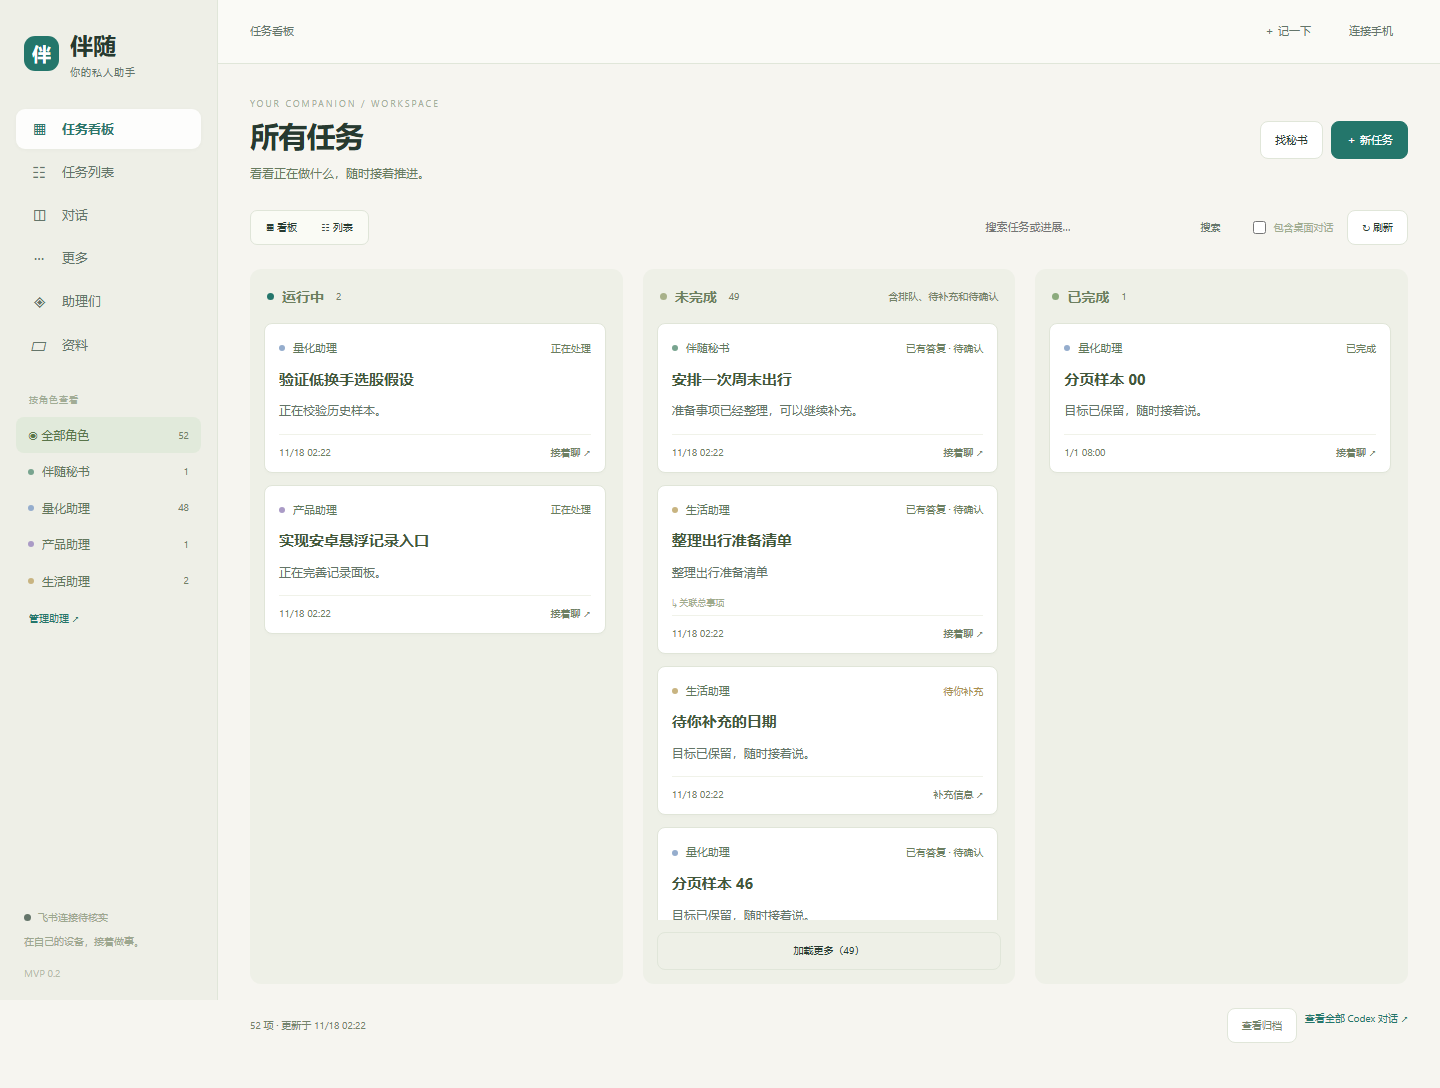 伴
伴随
你的私人助手
任务看板
任务列表
对话
更多
助理们
资料
按角色查看
全部角色 52
伴随秘书 1
量化助理 48
产品助理 1
生活助理 2
管理助理 ↗
飞书连接待核实
在自己的设备，接着做事。
MVP 0.2
任务看板
+ 记一下
连接手机
YOUR COMPANION / WORKSPACE
所有任务
看看正在做什么，随时接着推进。
找秘书
+ 新任务
看板
列表
搜索任务或进展...
搜索
包含桌面对话
↻ 刷新
运行中 2
量化助理 正在处理
验证低换手选股假设
正在校验历史样本。
11/18 02:22 接着聊 ↗
产品助理 正在处理
实现安卓悬浮记录入口
正在完善记录面板。
11/18 02:22 接着聊 ↗
未完成 49 含排队、待补充和待确认
伴随秘书 已有答复 · 待确认
安排一次周末出行
准备事项已经整理，可以继续补充。
11/18 02:22 接着聊 ↗
生活助理 已有答复 · 待确认
整理出行准备清单
整理出行准备清单
↳ 关联总事项
11/18 02:22 接着聊 ↗
生活助理 待你补充
待你补充的日期
目标已保留，随时接着说。
11/18 02:22 补充信息 ↗
量化助理 已有答复 · 待确认
分页样本 46
目标已保留，随时接着说。
加载更多（49）
已完成 1
量化助理 已完成
分页样本 00
目标已保留，随时接着说。
1/1 08:00 接着聊 ↗
52 项 · 更新于 11/18 02:22
查看归档
查看全部 Codex 对话 ↗